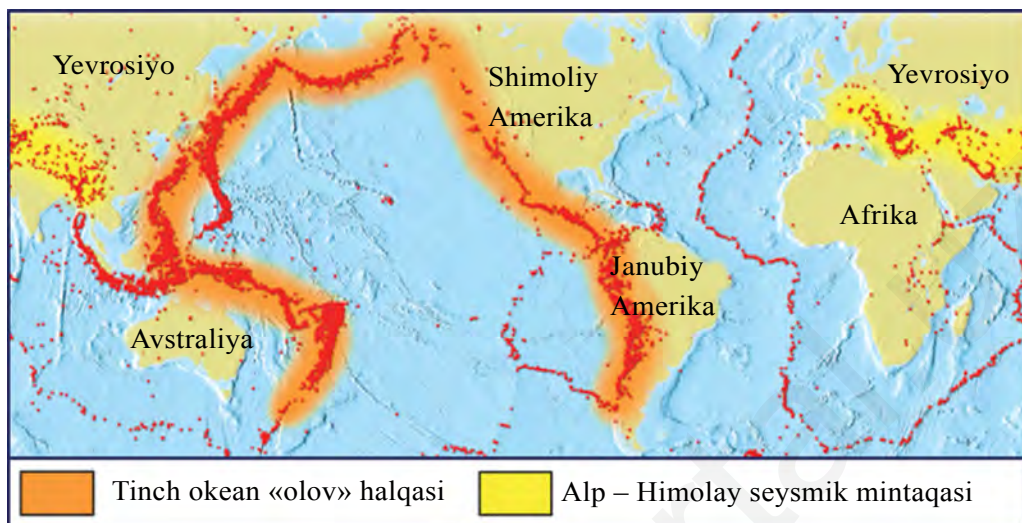 Yevrosiyo
Shimoliy
Amerika
Yevrosiyo
Afrika
Janubiy
Amerika
Avstraliya
Tinch okean «olov» halqasi
Alp – Himolay seysmik mintaqasi